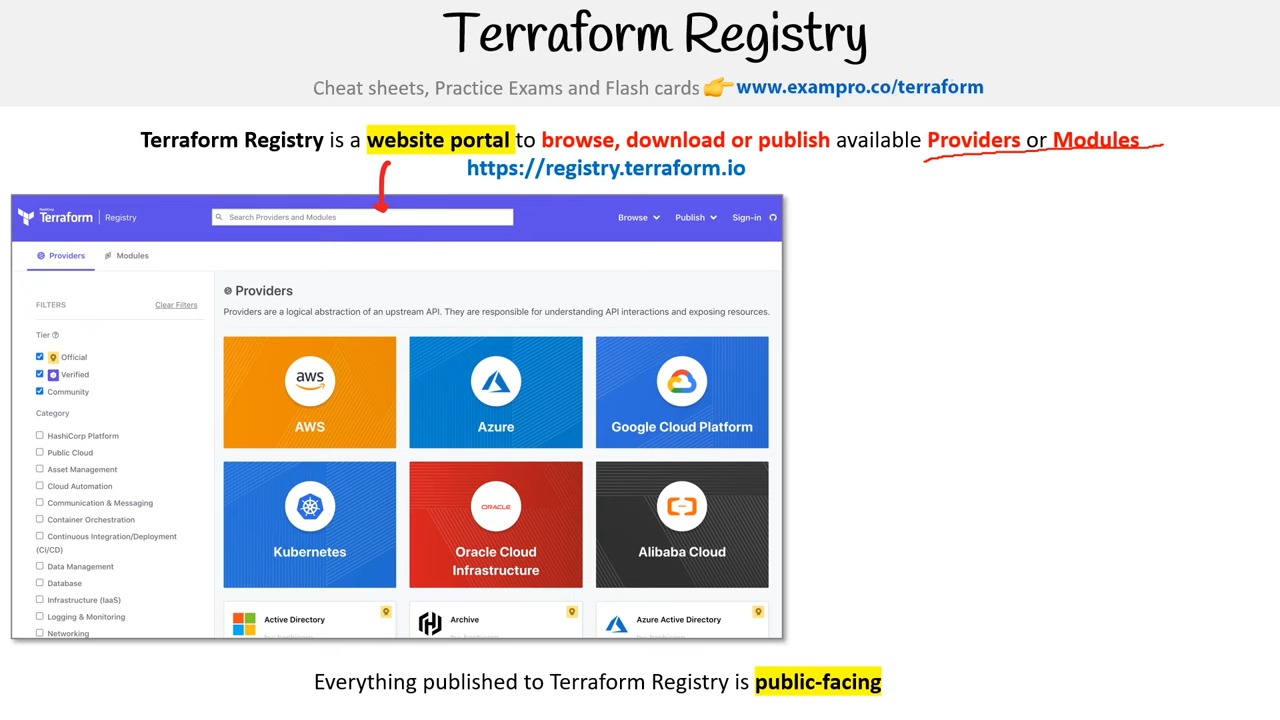 Terraform Registry
Cheat sheets, Practice Exams and Flash cards 👉 www.exampro.co/terraform
Terraform Registry is a website portal to browse, download or publish available Providers or Modules
https://registry.terraform.io
HashiCorp
Terraform | Registry
Search Providers and Modules
Browse
Publish
Sign-in
Providers
Modules
FILTERS
Clear Filters
Tier
Official
Verified
Community
Category
HashiCorp Platform
Public Cloud
Asset Management
Cloud Automation
Communication & Messaging
Container Orchestration
Continuous Integration/Deployment
(CI/CD)
Data Management
Database
Infrastructure (IaaS)
Logging & Monitoring
Networking
Providers
Providers are a logical abstraction of an upstream API. They are responsible for understanding API interactions and exposing resources.
aws
AWS
Azure
Google Cloud Platform
Kubernetes
ORACLE
Oracle Cloud
Infrastructure
Alibaba Cloud
Active Directory
Archive
Azure Active Directory
Everything published to Terraform Registry is public-facing